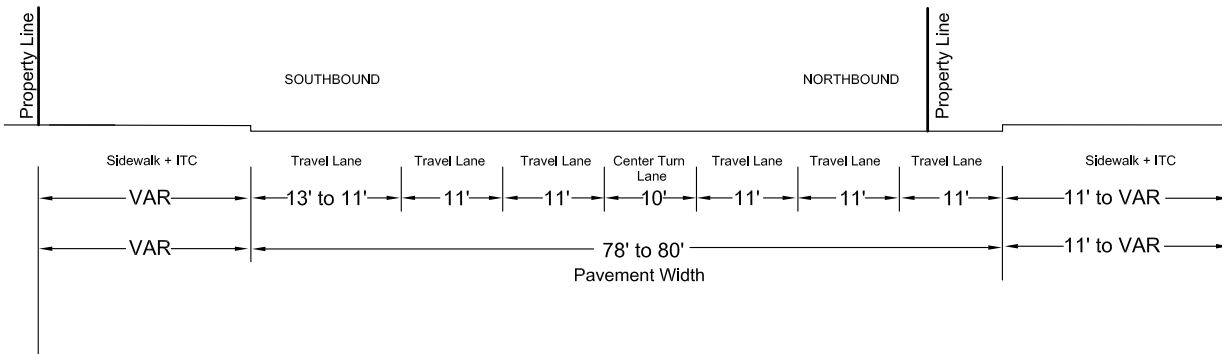 Property Line
Property Line
SOUTHBOUND
NORTHBOUND
Sidewalk + ITC
Travel Lane
Travel Lane
Travel Lane
Center Turn
Lane
Travel Lane
Travel Lane
Travel Lane
Sidewalk + ITC
VAR
13' to 11'
11'
11'
10'
11'
11'
11'
11' to VAR
VAR
78' to 80'
11' to VAR
Pavement Width